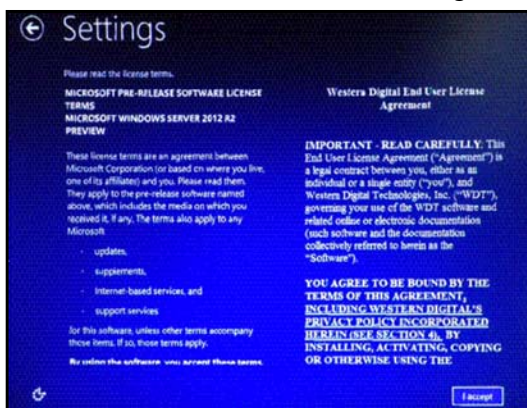 Settings
Please read the license terms.
MICROSOFT PRE-RELEASE SOFTWARE LICENSE
TERMS
MICROSOFT WINDOWS SERVER 2012 R2
PREVIEW
These license terms are an agreement between
Microsoft Corporation (or based on where you live,
one of its affiliates) and you. Please read them.
They apply to the pre-release software named
above, which includes the media on which you
received it, if any. The terms also apply to any
Microsoft
· updates,
· supplements,
· Internet-based services, and
· support services
for this software, unless other terms accompany
those items. If so, those terms apply.
By using the software, you accept these terms.
Western Digital End User License
Agreement
IMPORTANT - READ CAREFULLY: This
End User License Agreement ("Agreement") is
a legal contract between you, either as an
individual or a single entity ("you"), and
Western Digital Technologies, Inc. ("WDT"),
governing your use of the WDT software and
related online or electronic documentation
(such software and the documentation
collectively referred to herein as the
"Software").
YOU AGREE TO BE BOUND BY THE
TERMS OF THIS AGREEMENT,
INCLUDING WESTERN DIGITAL'S
PRIVACY POLICY INCORPORATED
HEREIN (SEE SECTION 4), BY
INSTALLING, ACTIVATING, COPYING
OR OTHERWISE USING THE
I accept